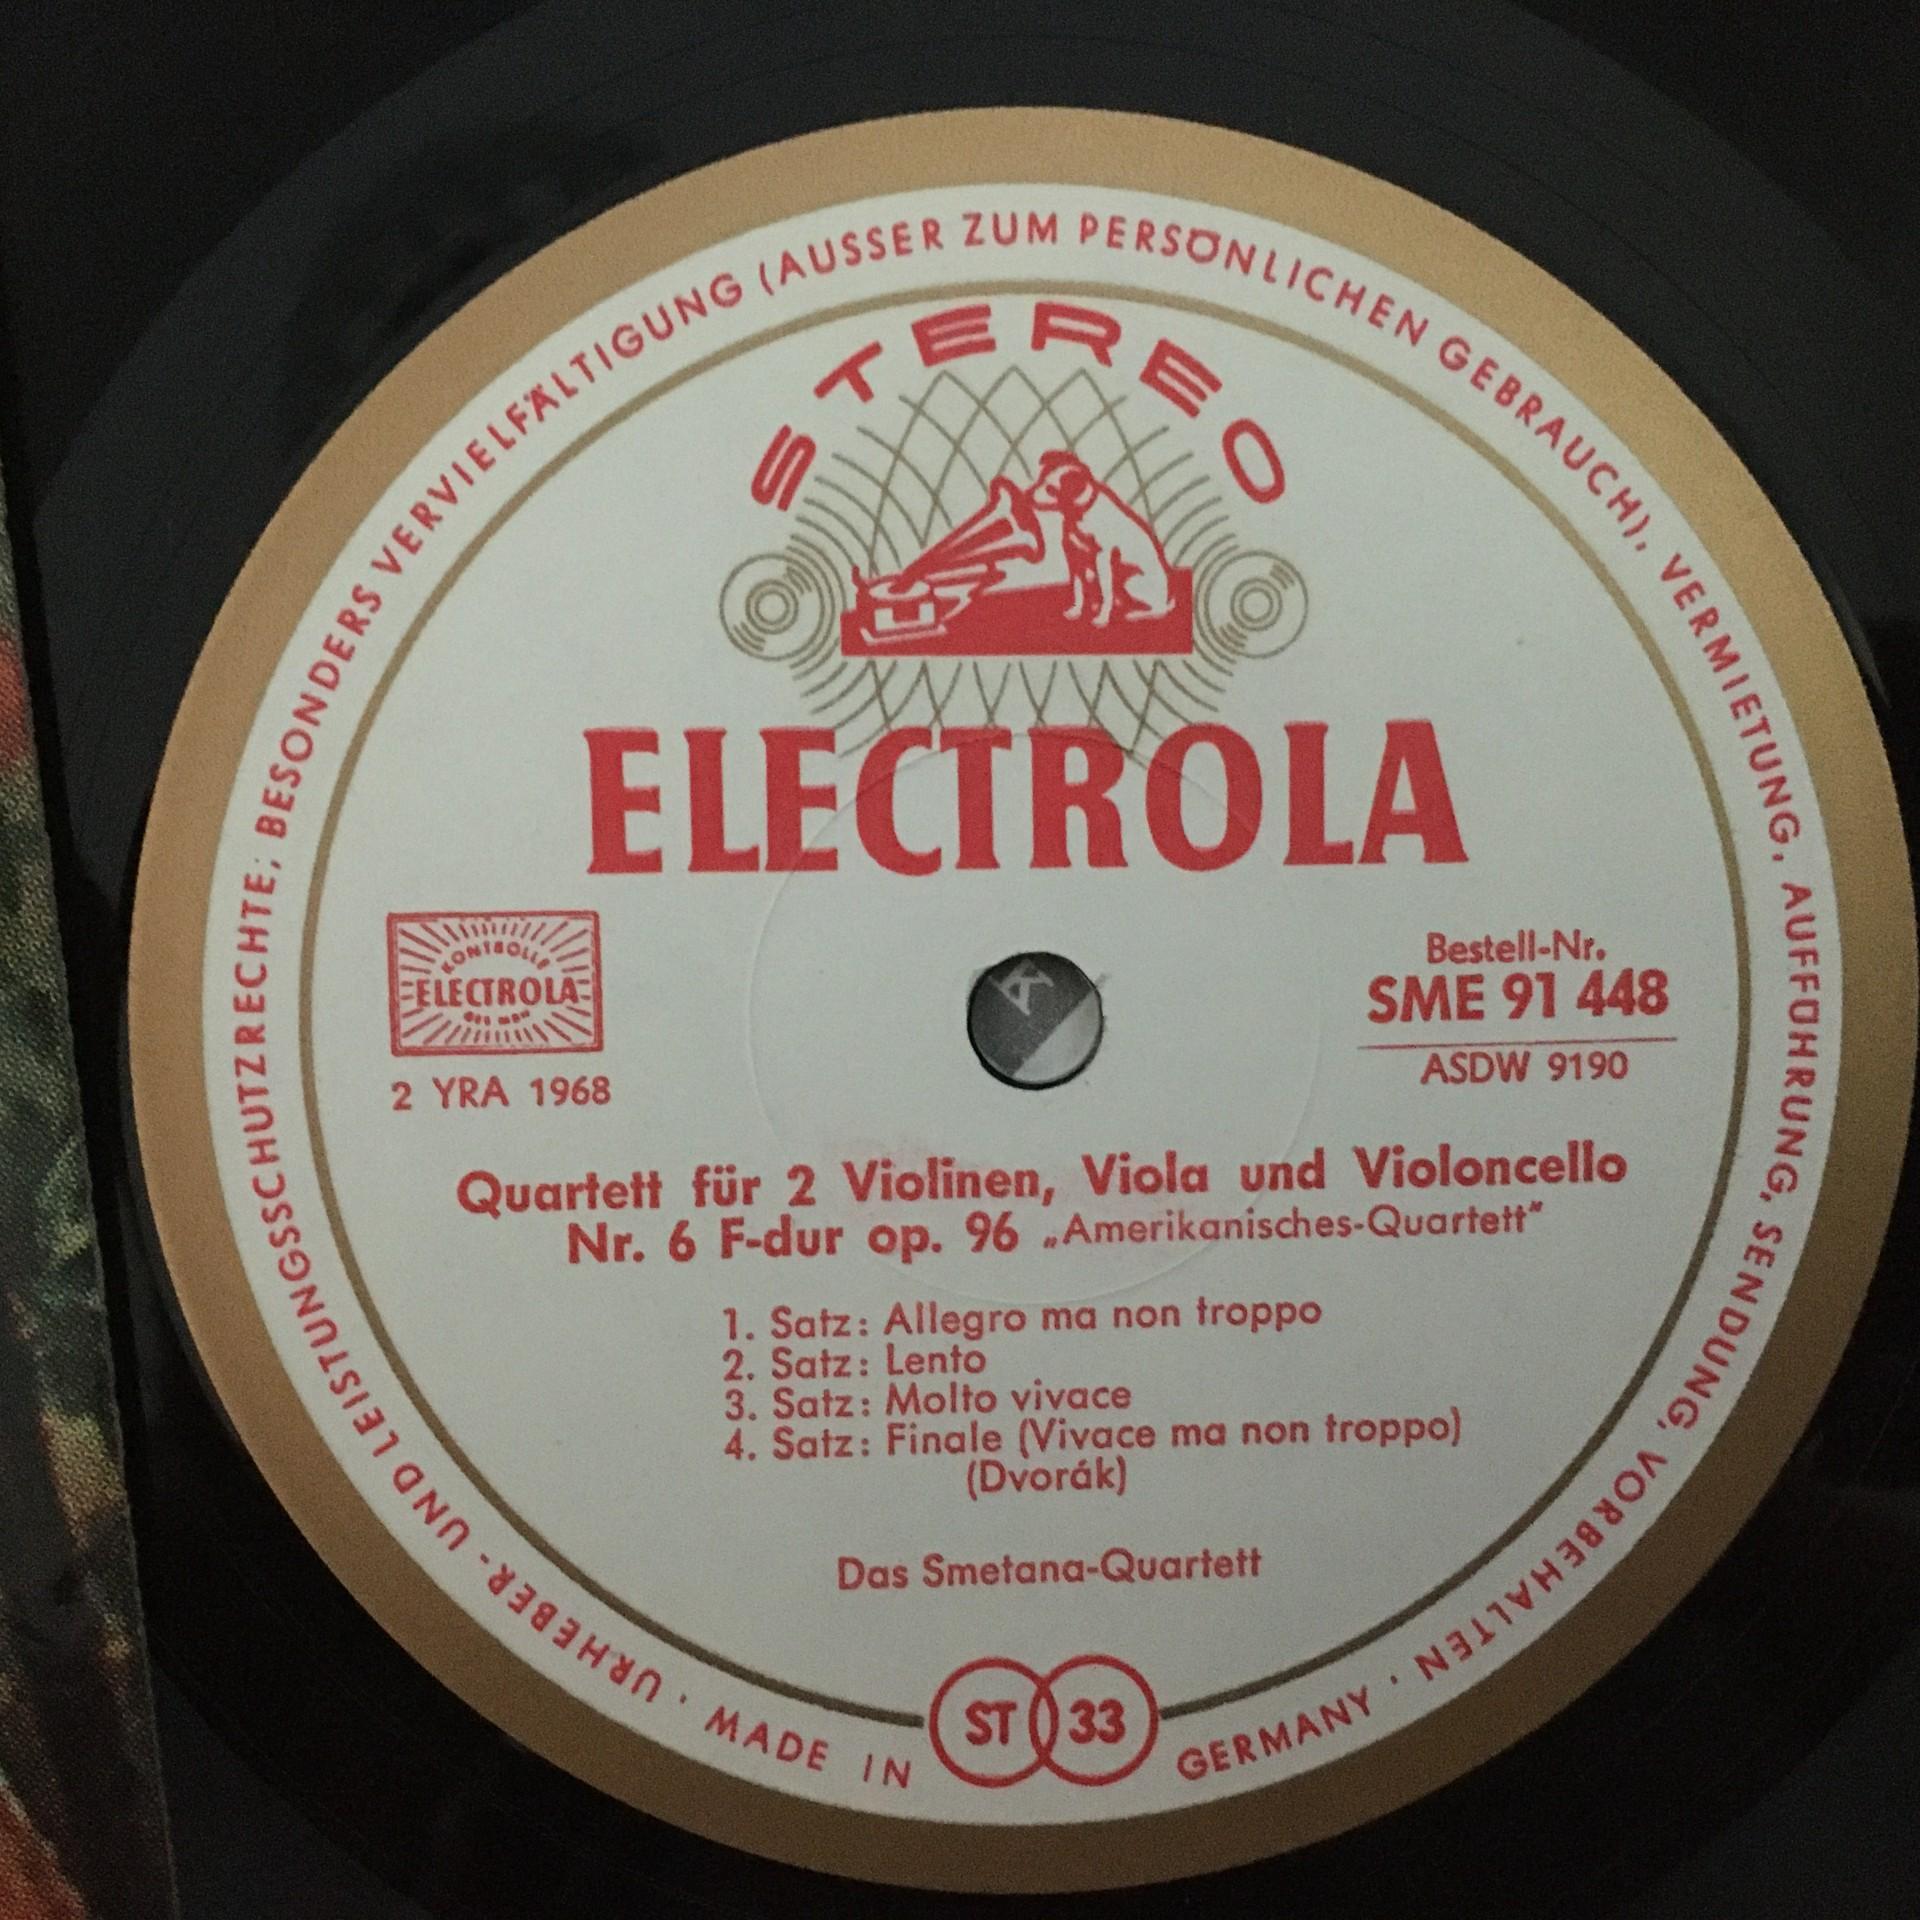 URHEBER- UND LEISTUNGSSCHUTZRECHTE; BESONDERS VERVIELFÄLTIGUNG (AUSSER ZUM PERSÖNLICHEN GEBRAUCH), VERMIETUNG, AUFFÜHRUNG, SENDUNG, VORBEHALTEN · MADE IN GERMANY ·
STEREO
ELECTROLA
KONTROLLE
ELECTROLA
2 YRA 1968
Bestell-Nr.
SME 91 448
ASDW 9190
Quartett für 2 Violinen, Viola und Violoncello
Nr. 6 F-dur op. 96 „Amerikanisches-Quartett"
1. Satz: Allegro ma non troppo
2. Satz: Lento
3. Satz: Molto vivace
4. Satz: Finale (Vivace ma non troppo)
(Dvorák)
Das Smetana-Quartett
ST 33